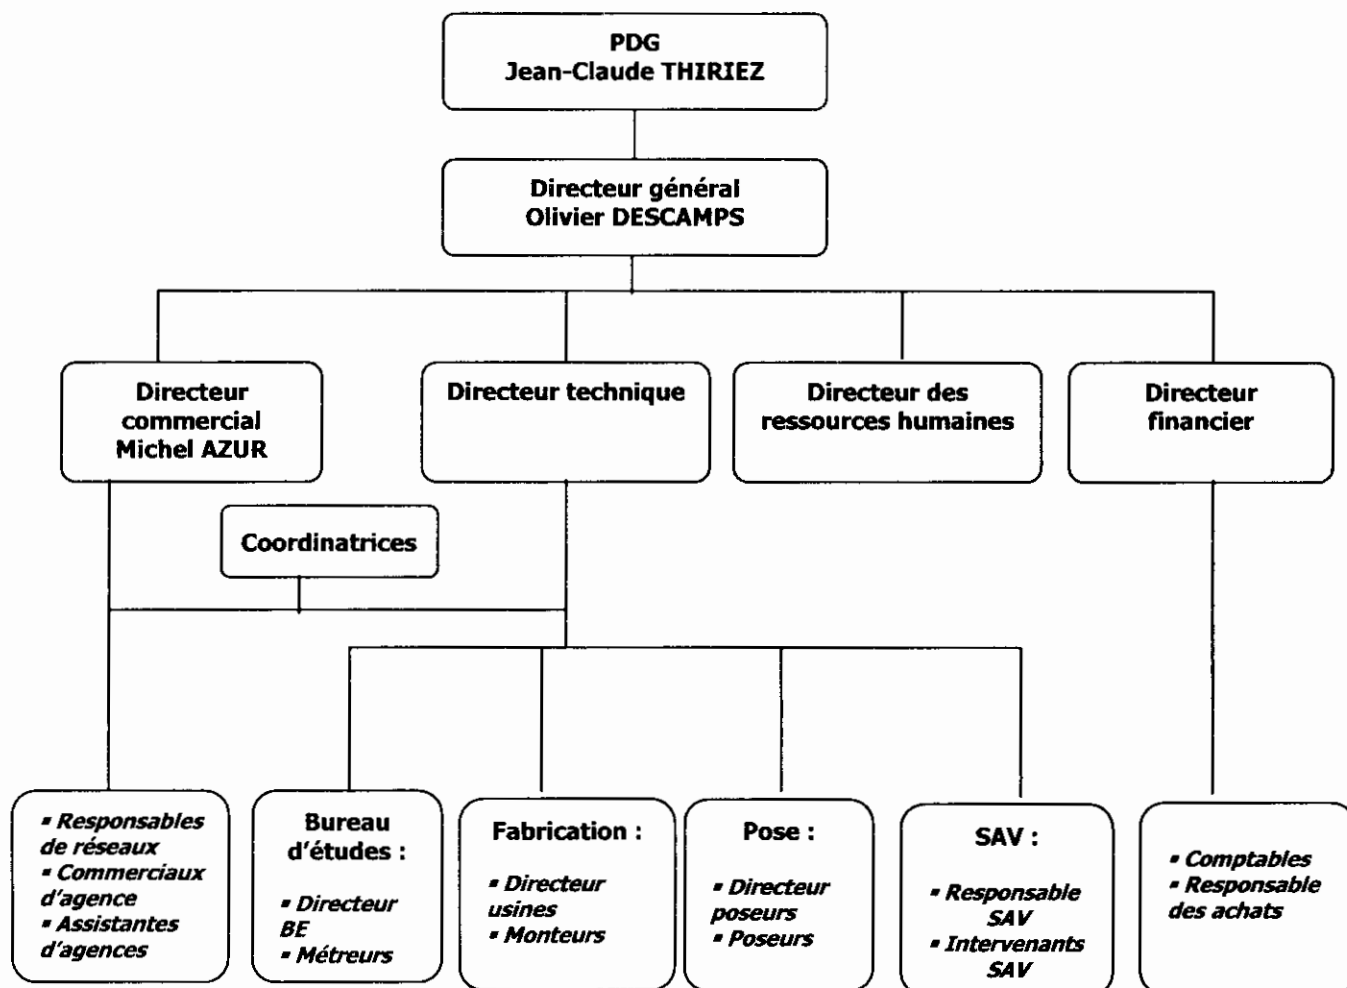 PDG
Jean-Claude THIRIEZ
Directeur général
Olivier DESCAMPS
Directeur
commercial
Michel AZUR
Directeur technique
Directeur des
ressources humaines
Directeur
financier
Coordinatrices
▪ Responsables
de réseaux
▪ Commerciaux
d'agence
▪ Assistantes
d'agences
Bureau
d'études :
▪ Directeur
BE
▪ Métreurs
Fabrication :
▪ Directeur
usines
▪ Monteurs
Pose :
▪ Directeur
poseurs
▪ Poseurs
SAV :
▪ Responsable
SAV
▪ Intervenants
SAV
▪ Comptables
▪ Responsable
des achats